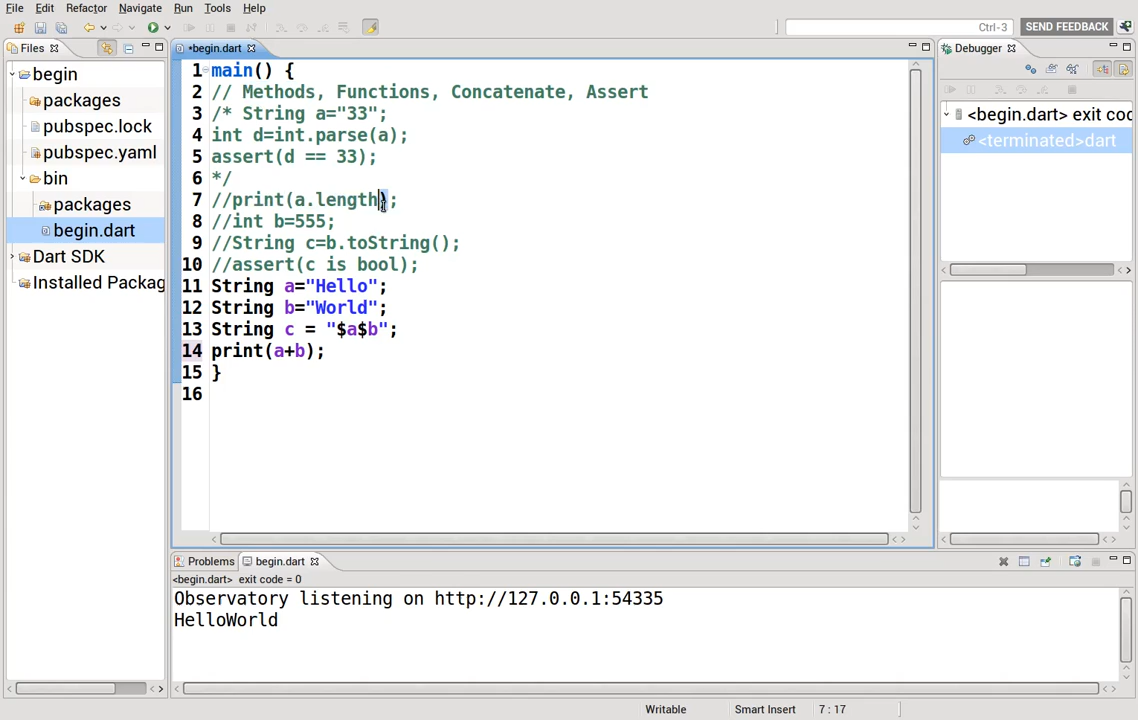 File Edit Refactor Navigate Run Tools Help
Ctrl-3 SEND FEEDBACK
Files
*begin.dart
Debugger
begin
packages
pubspec.lock
pubspec.yaml
bin
packages
begin.dart
Dart SDK
Installed Packag
1 main() {
2 // Methods, Functions, Concatenate, Assert
3 /* String a="33";
4 int d=int.parse(a);
5 assert(d == 33);
6 */
7 //print(a.length);
8 //int b=555;
9 //String c=b.toString();
10 //assert(c is bool);
11 String a="Hello";
12 String b="World";
13 String c = "$a$b";
14 print(a+b);
15 }
16
<begin.dart> exit coc
<terminated>dart
Problems begin.dart
<begin.dart> exit code = 0
Observatory listening on http://127.0.0.1:54335
HelloWorld
Writable Smart Insert 7 : 17